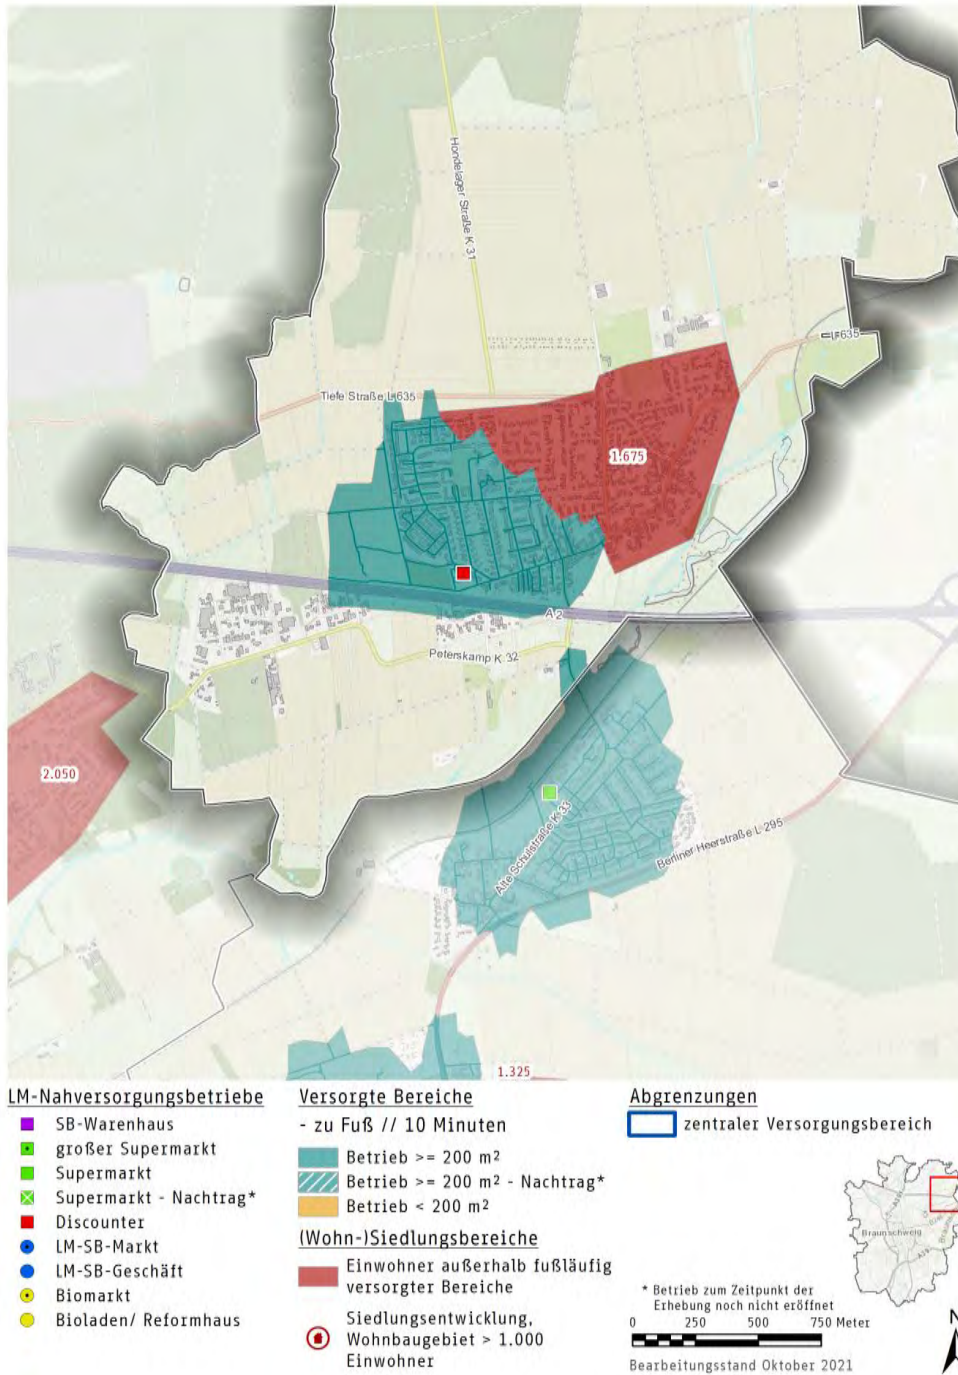 Hondelager Straße K 31
L 635
Tiefe Straße L 635
1.675
A 2
Peterskamp K 32
2.050
Alte Schulstraße K 33
Berliner Heerstraße L 295
1.325
LM-Nahversorgungsbetriebe
SB-Warenhaus
großer Supermarkt
Supermarkt
Supermarkt - Nachtrag*
Discounter
LM-SB-Markt
LM-SB-Geschäft
Biomarkt
Bioladen/ Reformhaus
Versorgte Bereiche
- zu Fuß // 10 Minuten
Betrieb >= 200 m²
Betrieb >= 200 m² - Nachtrag*
Betrieb < 200 m²
(Wohn-)Siedlungsbereiche
Einwohner außerhalb fußläufig
versorgter Bereiche
Siedlungsentwicklung,
Wohnbaugebiet > 1.000
Einwohner
Abgrenzungen
zentraler Versorgungsbereich
Braunschweig
* Betrieb zum Zeitpunkt der
Erhebung noch nicht eröffnet
0 250 500 750 Meter
N
Bearbeitungsstand Oktober 2021